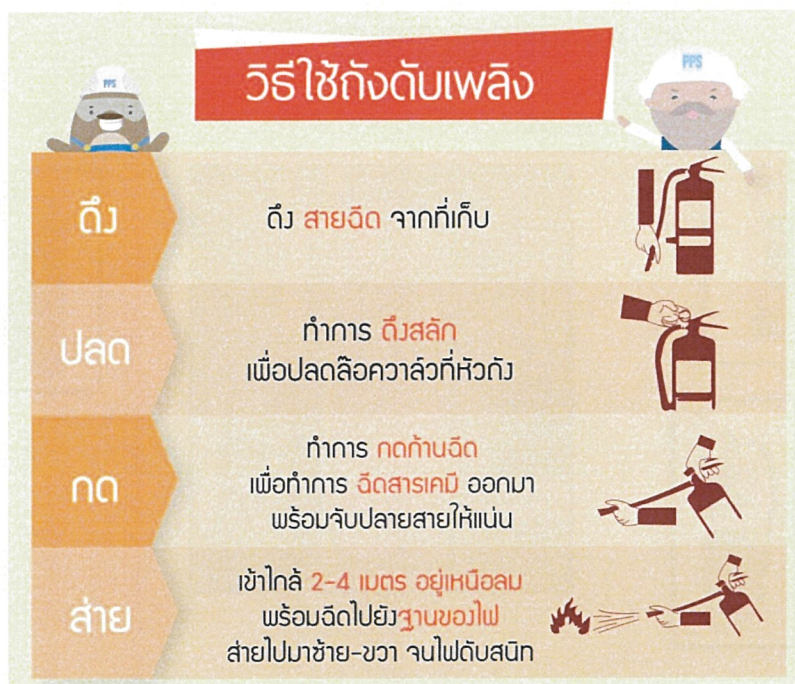 วิธีใช้ถังดับเพลิง
PPS
PPS
ดึง
ดึง สายฉีด จากที่เก็บ
ปลด
ทำการ ดึงสลัก
เพื่อปลดล๊อควาล์วที่หัวถัง
กด
ทำการ กดก้านฉีด
เพื่อทำการ ฉีดสารเคมี ออกมา
พร้อมจับปลายสายให้แน่น
ส่าย
เข้าใกล้ 2-4 เมตร อยู่เหนือลม
พร้อมฉีดไปยังฐานของไฟ
ส่ายไปมาซ้าย-ขวา จนไฟดับสนิท